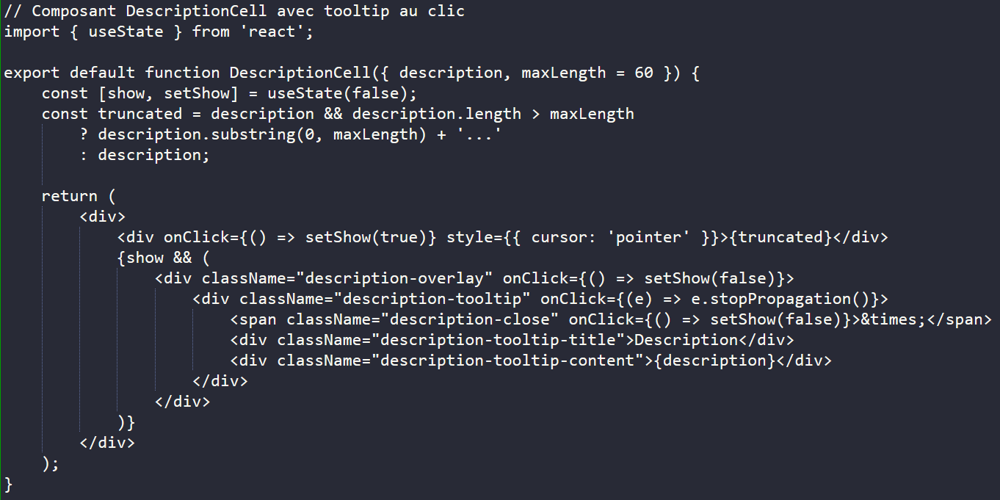 // Composant DescriptionCell avec tooltip au clic
import { useState } from 'react';

export default function DescriptionCell({ description, maxLength = 60 }) {
    const [show, setShow] = useState(false);
    const truncated = description && description.length > maxLength
        ? description.substring(0, maxLength) + '...'
        : description;

    return (
        <div>
            <div onClick={() => setShow(true)} style={{ cursor: 'pointer' }}>{truncated}</div>
            {show && (
                <div className="description-overlay" onClick={() => setShow(false)}>
                    <div className="description-tooltip" onClick={(e) => e.stopPropagation()}>
                        <span className="description-close" onClick={() => setShow(false)}>&times;</span>
                        <div className="description-tooltip-title">Description</div>
                        <div className="description-tooltip-content">{description}</div>
                    </div>
                </div>
            )}
        </div>
    );
}